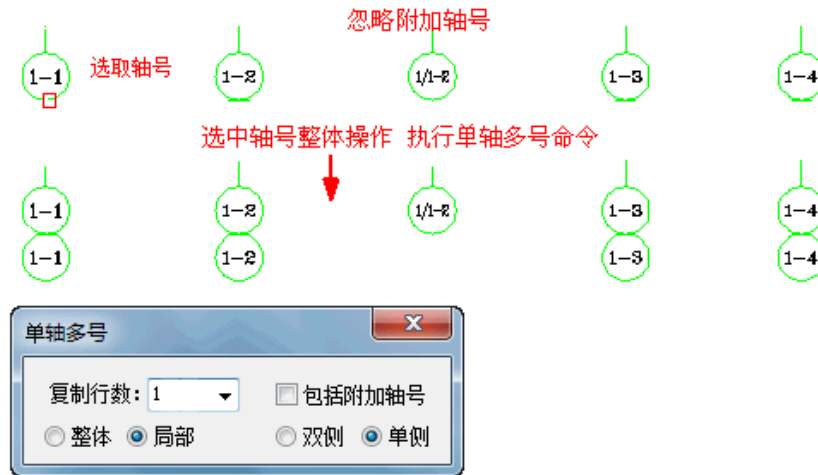 忽略附加轴号
1-1 选取轴号 1-2 1/1-2 1-3 1-4
选中轴号整体操作 执行单轴多号命令
1-1 1-2 1/1-2 1-3 1-4
1-1 1-2 1-3 1-4
单轴多号
复制行数: 1 包括附加轴号
整体 局部 双侧 单侧